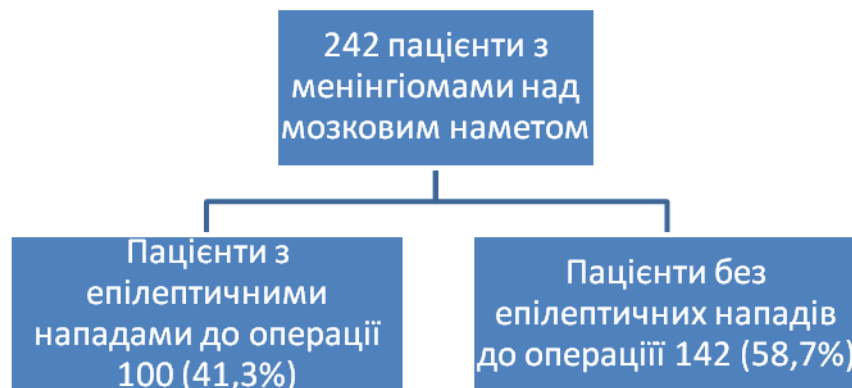 242 пацієнти з
менінгіомами над
мозковим наметом
Пацієнти з
епілептичними
нападами до операції
100 (41,3%)
Пацієнти без
епілептичних нападів
до операціїї 142 (58,7%)